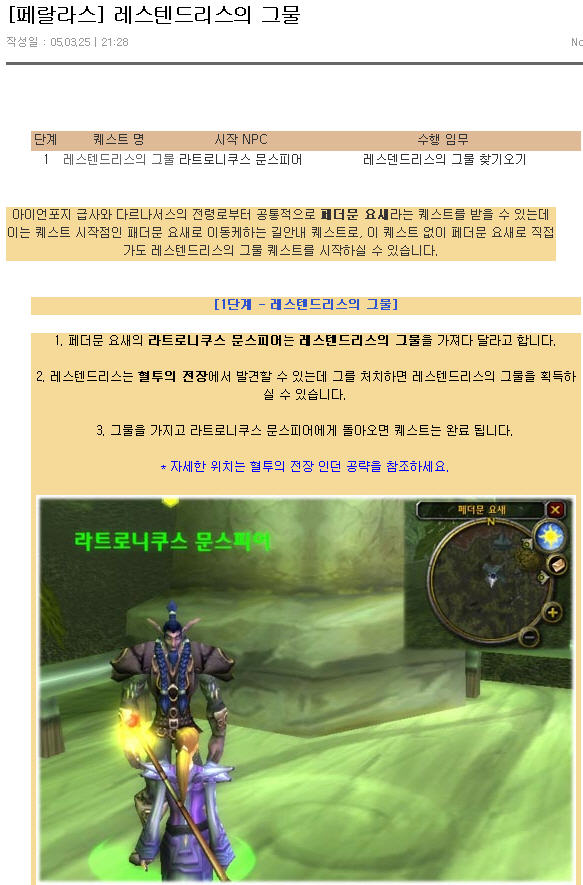 [페랄라스] 레스텐드리스의 그물
작성일 : 05,03,25 | 21:28
No
단계 퀘스트 명 시작 NPC 수행 임무
1 레스텐드리스의 그물 라트로니쿠스 문스피어 레스덴드리스의 그물 찾기오기
아이언포지 급사와 다르나서스의 전령로부터 공통적으로 페더문 요새라는 퀘스트를 받을 수 있는데
이는 퀘스트 시작점인 패더문 요새로 이동케하는 길안내 퀘스트로, 이 퀘스트 없이 페더문 요새로 직접
가도 레스텐드리스의 그물 퀘스트를 시작하실 수 있습니다.
[1단계 - 레스텐드리스의 그물]
1. 페더문 요새의 라트로니쿠스 문스피어는 레스텐드리스의 그물을 가져다 달라고 합니다.
2. 레스텐드리스는 혈투의 전장에서 발견할 수 있는데 그를 처치하면 레스텐드리스의 그물을 획득하
실 수 있습니다.
3. 그물을 가지고 라트로니쿠스 문스피어에게 돌아오면 퀘스트는 완료 됩니다.
* 자세한 위치는 혈투의 전장 인던 공략을 참조하세요.
페더문 요새
N
라트로니쿠스 문스피어